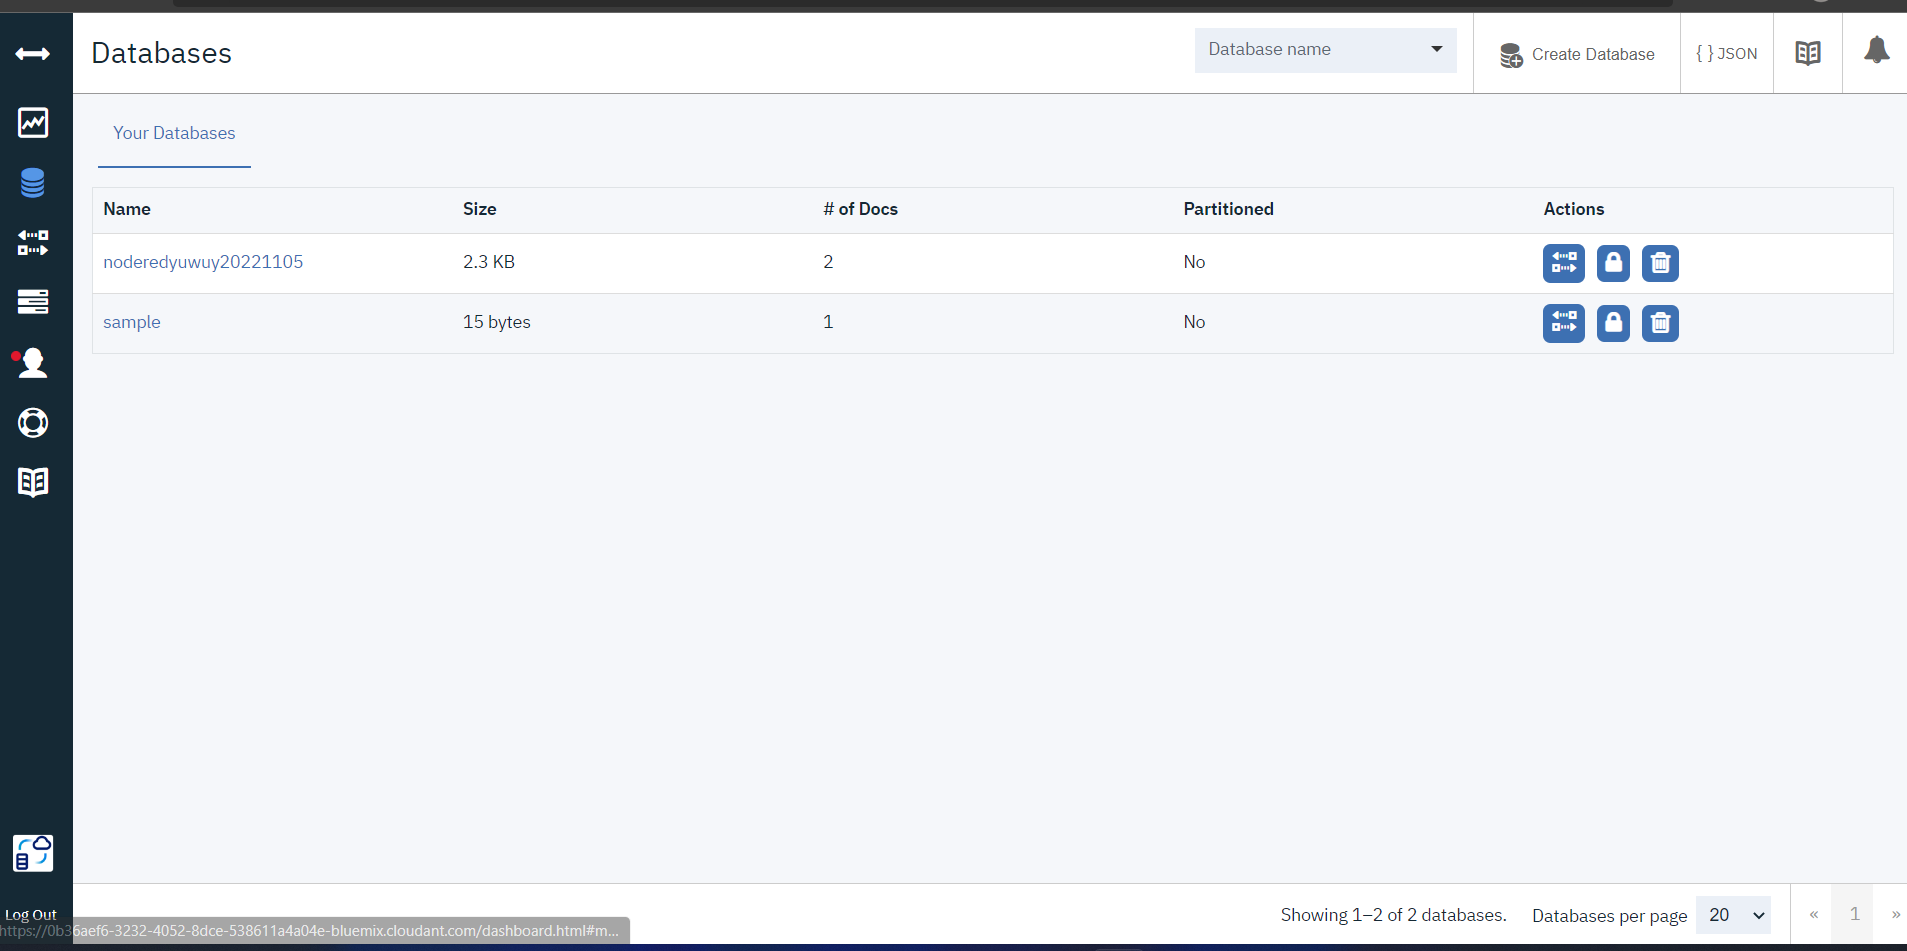 Databases
Database name
Create Database
{ } JSON
Your Databases
Name Size # of Docs Partitioned Actions
noderedyuwuy20221105 2.3 KB 2 No
sample 15 bytes 1 No
Log Out
Showing 1–2 of 2 databases. Databases per page 20 « 1 »
https://0b36aef6-3232-4052-8dce-538611a4a04e-bluemix.cloudant.com/dashboard.html#m...